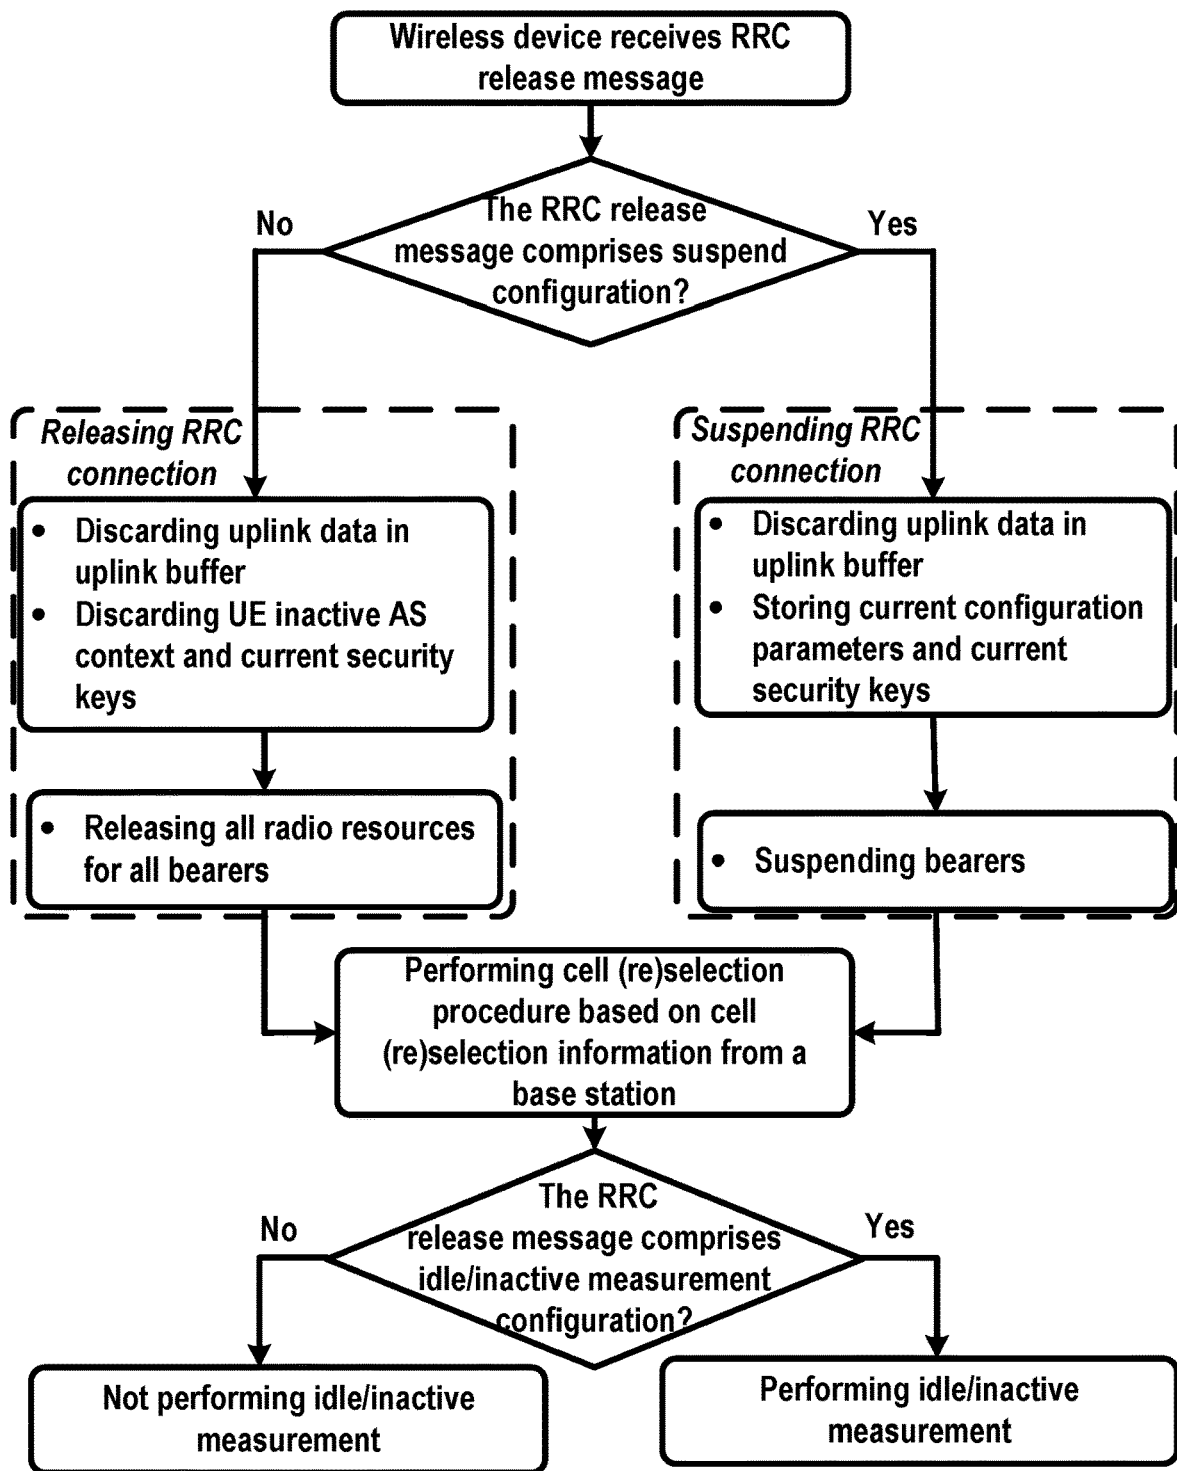 Wireless device receives RRC
release message
The RRC release
message comprises suspend
configuration?
No
Yes
Releasing RRC
connection
• Discarding uplink data in
uplink buffer
• Discarding UE inactive AS
context and current security
keys
• Releasing all radio resources
for all bearers
Suspending RRC
connection
• Discarding uplink data in
uplink buffer
• Storing current configuration
parameters and current
security keys
• Suspending bearers
Performing cell (re)selection
procedure based on cell
(re)selection information from a
base station
The RRC
release message comprises
idle/inactive measurement
configuration?
No
Yes
Not performing idle/inactive
measurement
Performing idle/inactive
measurement